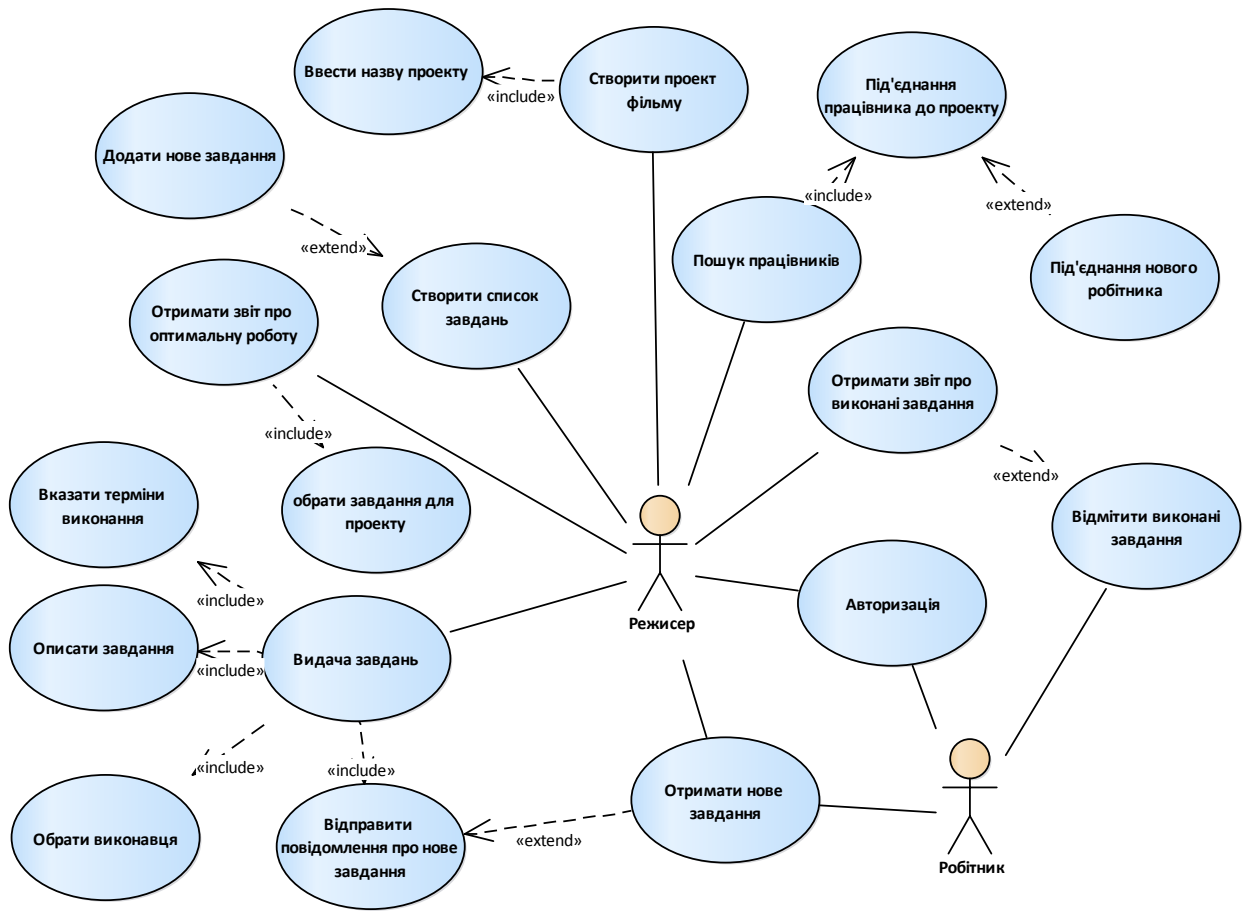 Ввести назву проекту
«include»
Створити проект
фільму
Під'єднання
працівника до проекту
Додати нове завдання
«extend»
«include»
«extend»
Пошук працівників
Під'єднання нового
робітника
Отримати звіт про
оптимальну роботу
Створити список
завдань
Отримати звіт про
виконані завдання
«include»
«extend»
Вказати терміни
виконання
обрати завдання для
проекту
Відмітити виконані
завдання
«include»
Авторизація
Режисер
Описати завдання
«include»
Видача завдань
«include»
«include»
Отримати нове
завдання
Обрати виконавця
Відправити
повідомлення про нове
завдання
«extend»
Робітник